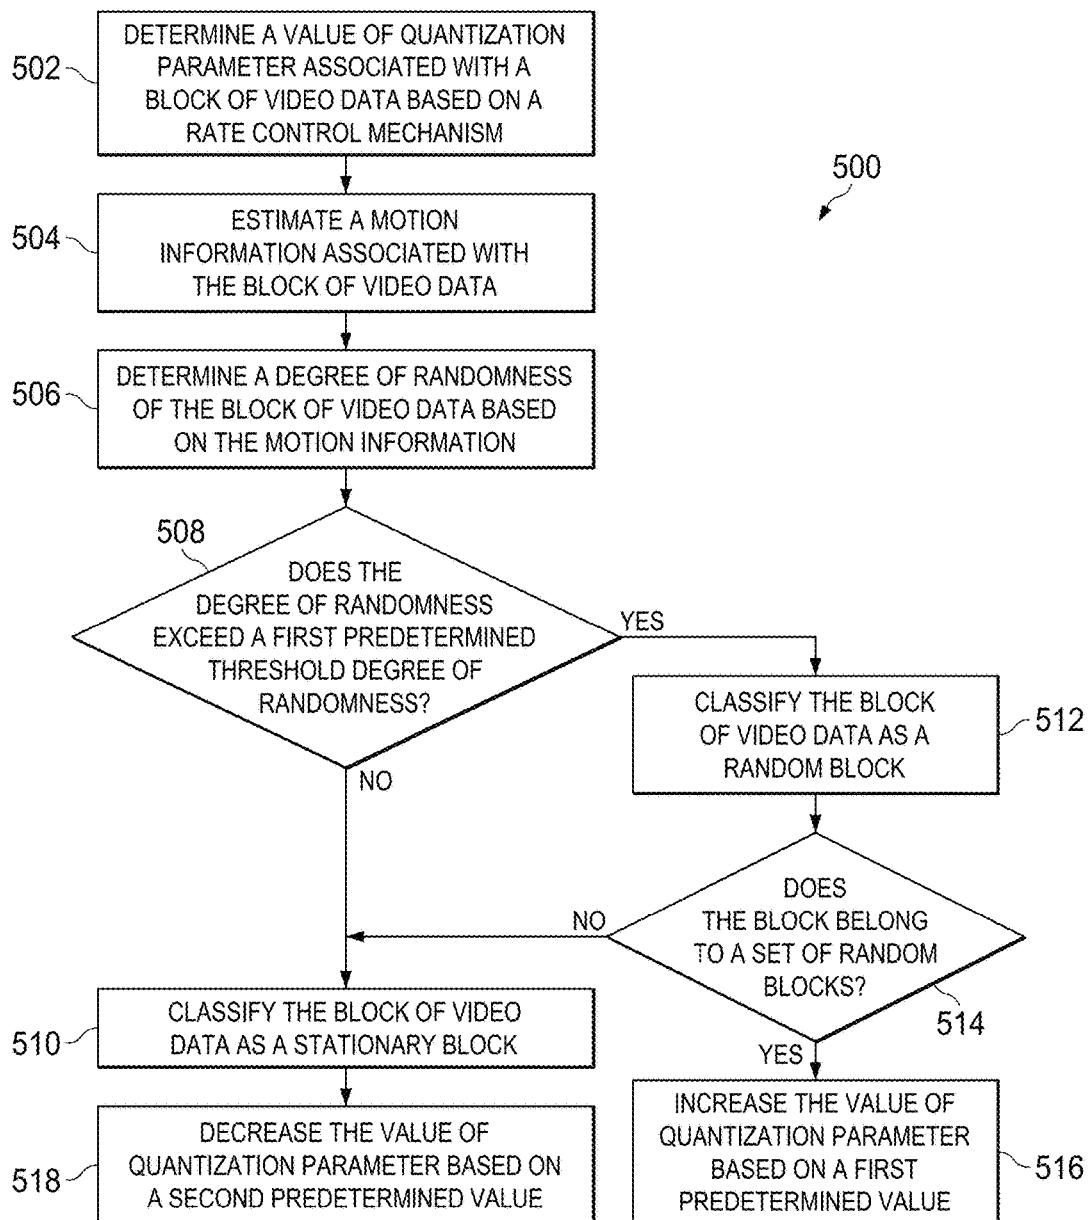 502
DETERMINE A VALUE OF QUANTIZATION
PARAMETER ASSOCIATED WITH A
BLOCK OF VIDEO DATA BASED ON A
RATE CONTROL MECHANISM
500
504
ESTIMATE A MOTION
INFORMATION ASSOCIATED WITH
THE BLOCK OF VIDEO DATA
506
DETERMINE A DEGREE OF RANDOMNESS
OF THE BLOCK OF VIDEO DATA BASED
ON THE MOTION INFORMATION
508
DOES THE
DEGREE OF RANDOMNESS
EXCEED A FIRST PREDETERMINED
THRESHOLD DEGREE OF
RANDOMNESS?
YES
NO
CLASSIFY THE BLOCK
OF VIDEO DATA AS A
RANDOM BLOCK
512
DOES
THE BLOCK BELONG
TO A SET OF RANDOM
BLOCKS?
NO
514
YES
510
CLASSIFY THE BLOCK OF VIDEO
DATA AS A STATIONARY BLOCK
518
DECREASE THE VALUE OF
QUANTIZATION PARAMETER BASED ON
A SECOND PREDETERMINED VALUE
INCREASE THE VALUE OF
QUANTIZATION PARAMETER
BASED ON A FIRST
PREDETERMINED VALUE
516